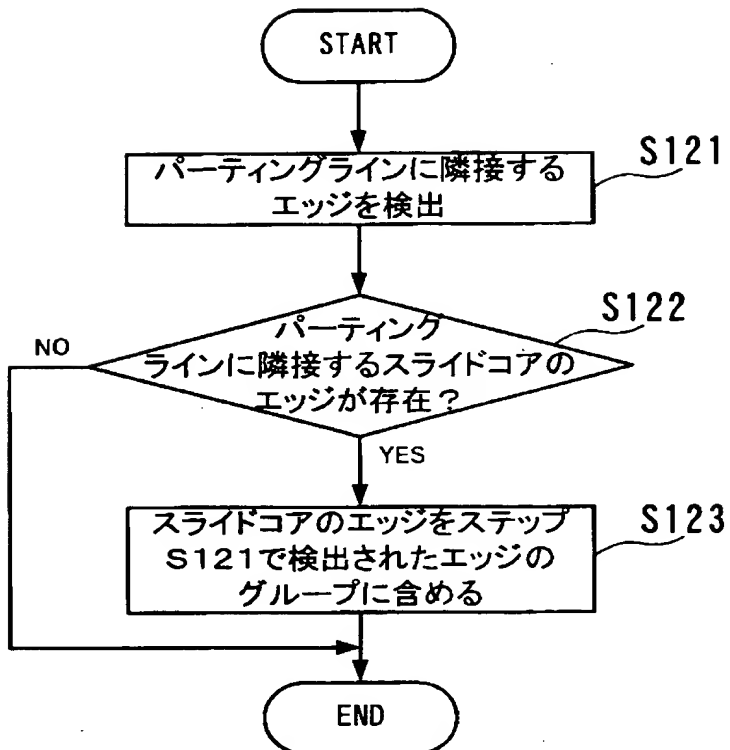 START
パーティングラインに隣接する
エッジを検出
S121
パーティング
ラインに隣接するスライドコアの
エッジが存在？
S122
NO
YES
スライドコアのエッジをステップ
S121で検出されたエッジの
グループに含める
S123
END